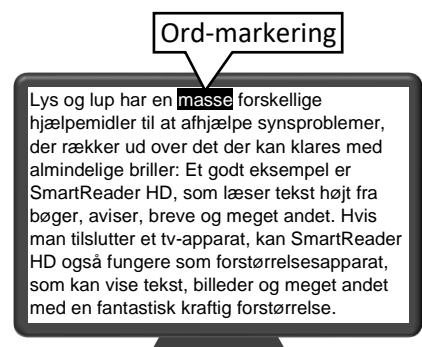 Ord-markering
Lys og lup har en masse forskellige
hjælpemidler til at afhjælpe synsproblemer,
der rækker ud over det der kan klares med
almindelige briller: Et godt eksempel er
SmartReader HD, som læser tekst højt fra
bøger, aviser, breve og meget andet. Hvis
man tilslutter et tv-apparat, kan SmartReader
HD også fungere som forstørrelsesapparat,
som kan vise tekst, billeder og meget andet
med en fantastisk kraftig forstørrelse.